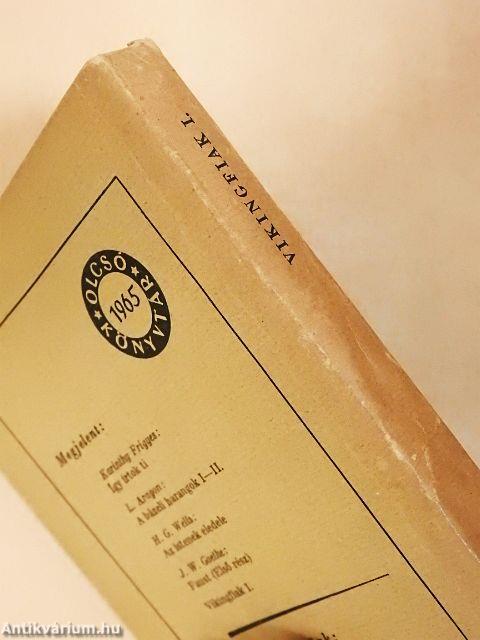 VIKINGFIAK I.
OLCSÓ
1965
KÖNYVTÁR
Megjelent:
Karinthy Frigyes:
Így írtok ti
L. Aragon:
A bázeli harangok I—II.
H. G. Wells:
Az istenek eledele
J. W. Goethe:
Faust (Első rész)
Vikingfiak I.
Antikvárium.hu